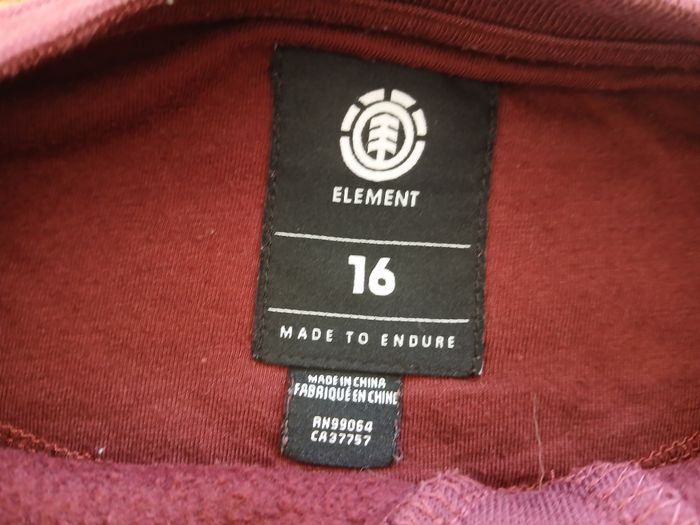 ELEMENT
16
MADE TO ENDURE
MADE IN CHINA
FABRIQUÉ EN CHINE
RN99064
CA37757